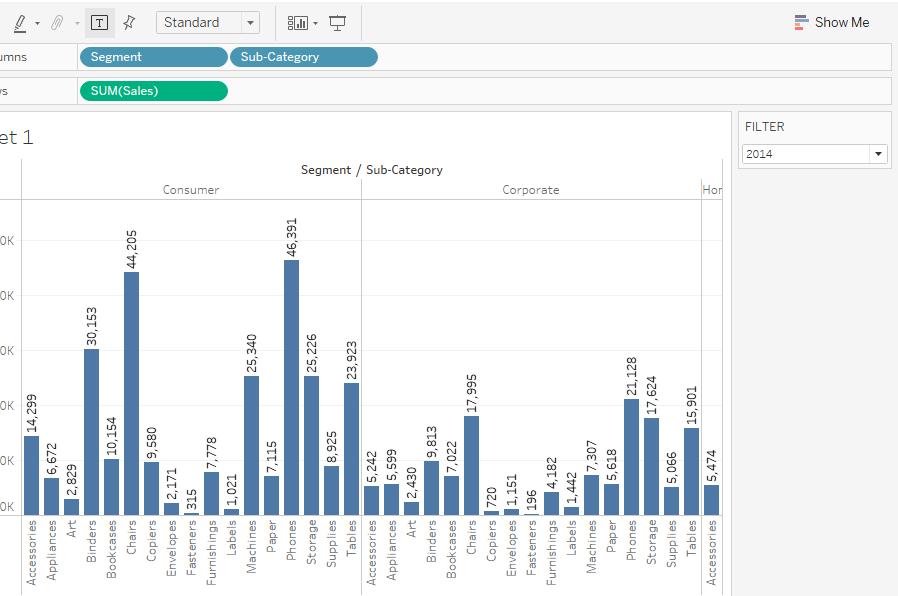 T Standard Show Me
umns Segment Sub-Category
s SUM(Sales)
et 1
FILTER
2014
Segment / Sub-Category
Consumer Corporate Hor
0K
0K
0K
0K
0K
0K
14,299 6,672 2,829 30,153 10,154 44,205 9,580 2,171 315 7,778 1,021 25,340 7,115 46,391 25,226 8,925 23,923 5,242 5,599 2,430 9,813 7,022 17,995 720 1,151 196 4,182 1,442 7,307 5,618 21,128 17,624 5,066 15,901 5,474
Accessories Appliances Art Binders Bookcases Chairs Copiers Envelopes Fasteners Furnishings Labels Machines Paper Phones Storage Supplies Tables Accessories Appliances Art Binders Bookcases Chairs Copiers Envelopes Fasteners Furnishings Labels Machines Paper Phones Storage Supplies Tables Accessories